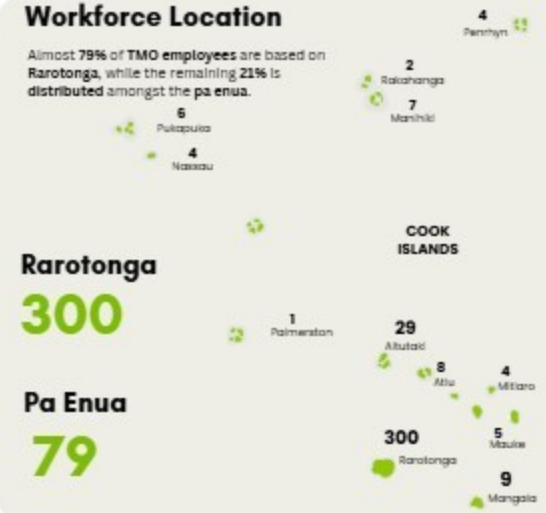 Workforce Location
Almost 79% of TMO employees are based on
Rarotonga, while the remaining 21% is
distributed amongst the pa enua.
4
Penrhyn
2
Rakahanga
7
Manihiki
6
Pukapuka
4
Nassau
COOK
ISLANDS
Rarotonga
300
1
Palmerston
29
Aitutaki
8
Atiu
4
Mitiaro
Pa Enua
79
5
Mauke
300
Rarotonga
9
Mangaia